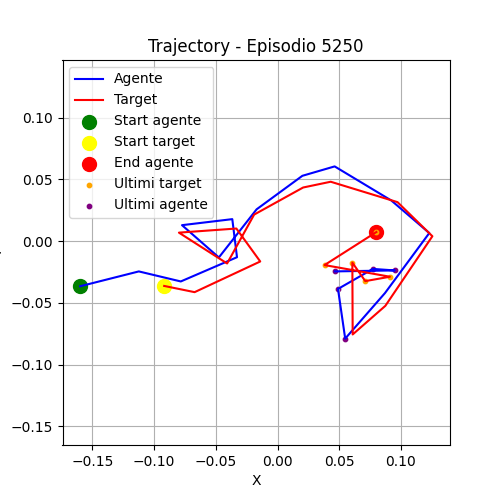 Trajectory - Episodio 5250
Agente
Target
Start agente
Start target
End agente
Ultimi target
Ultimi agente
0.10
0.05
0.00
−0.05
−0.10
−0.15
−0.15
−0.10
−0.05
0.00
0.05
0.10
X